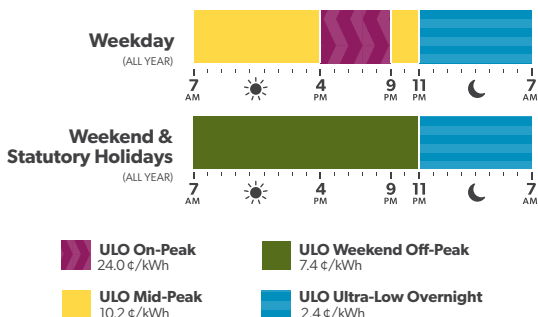 Weekday
(ALL YEAR)
7 4 9 11 7
AM PM PM PM AM
Weekend &
Statutory Holidays
(ALL YEAR)
7 4 9 11 7
AM PM PM PM AM
ULO On-Peak
24.0 ¢/kWh
ULO Weekend Off-Peak
7.4 ¢/kWh
ULO Mid-Peak
10.2 ¢/kWh
ULO Ultra-Low Overnight
2.4 ¢/kWh